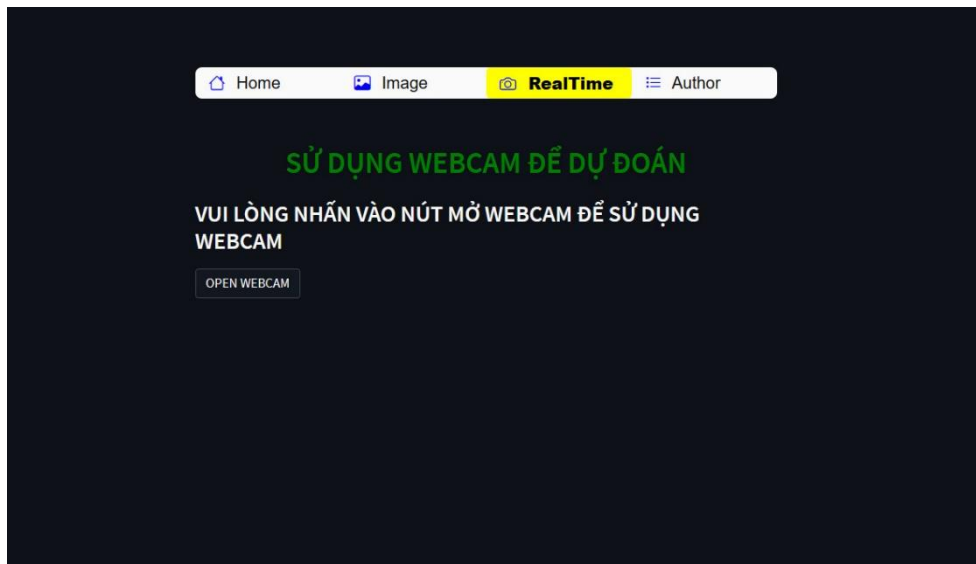 Home Image RealTime Author
SỬ DỤNG WEBCAM ĐỂ DỰ ĐOÁN
VUI LÒNG NHẤN VÀO NÚT MỞ WEBCAM ĐỂ SỬ DỤNG
WEBCAM
OPEN WEBCAM